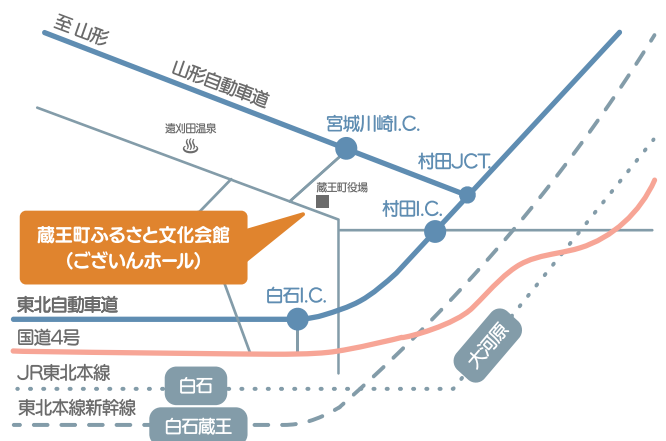 至 山形
山形自動車道
宮城川崎I.C.
遠刈田温泉
村田JCT.
蔵王町役場
村田I.C.
蔵王町ふるさと文化会館
（ございんホール）
白石I.C.
東北自動車道
国道4号
大河原
JR東北本線
白石
東北本線新幹線
白石蔵王